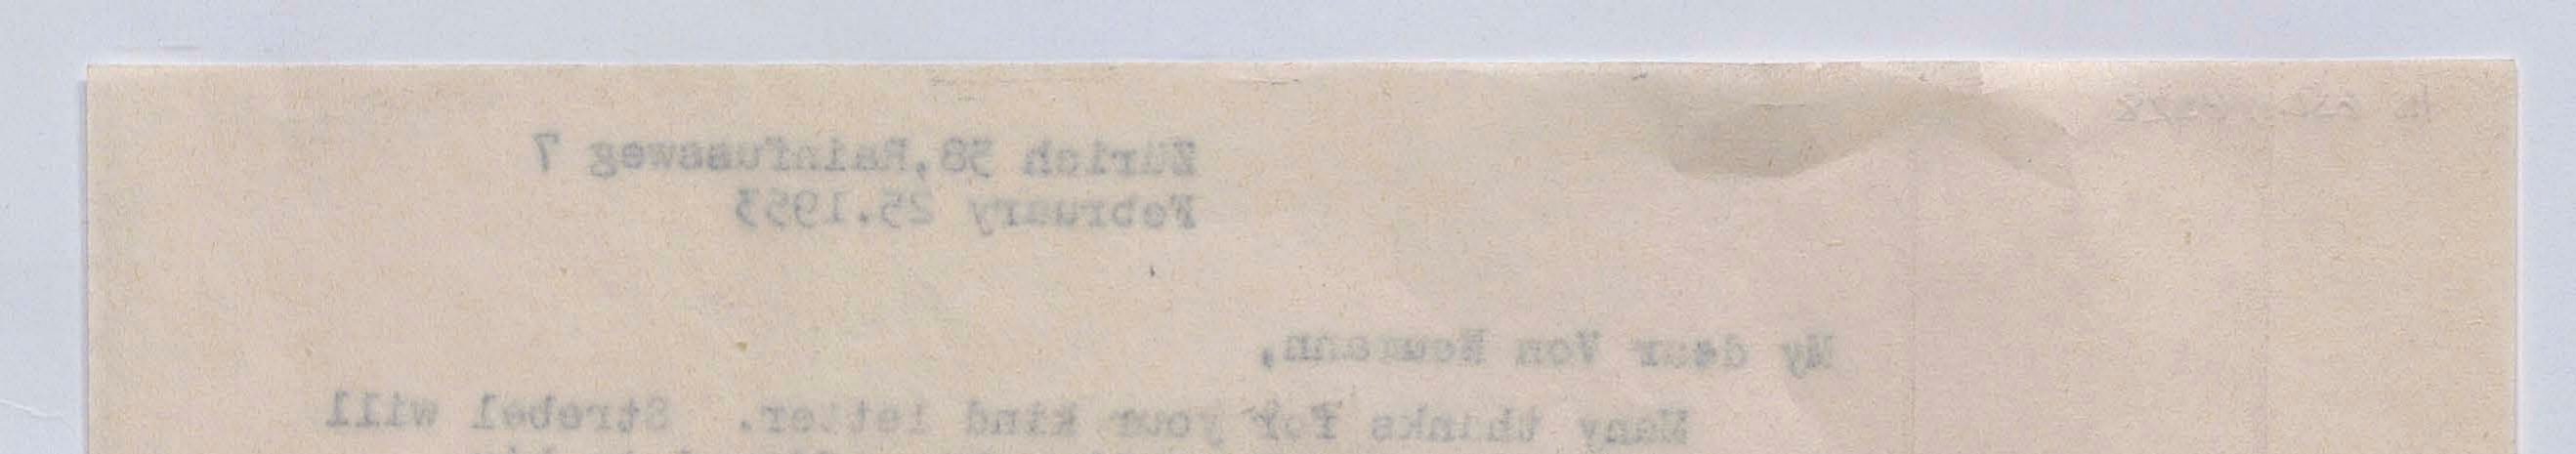 Zürich 38,Rainfussweg 7
February 25.1953
My dear Von Neumann,
Many thanks for your kind letter. Strebel will